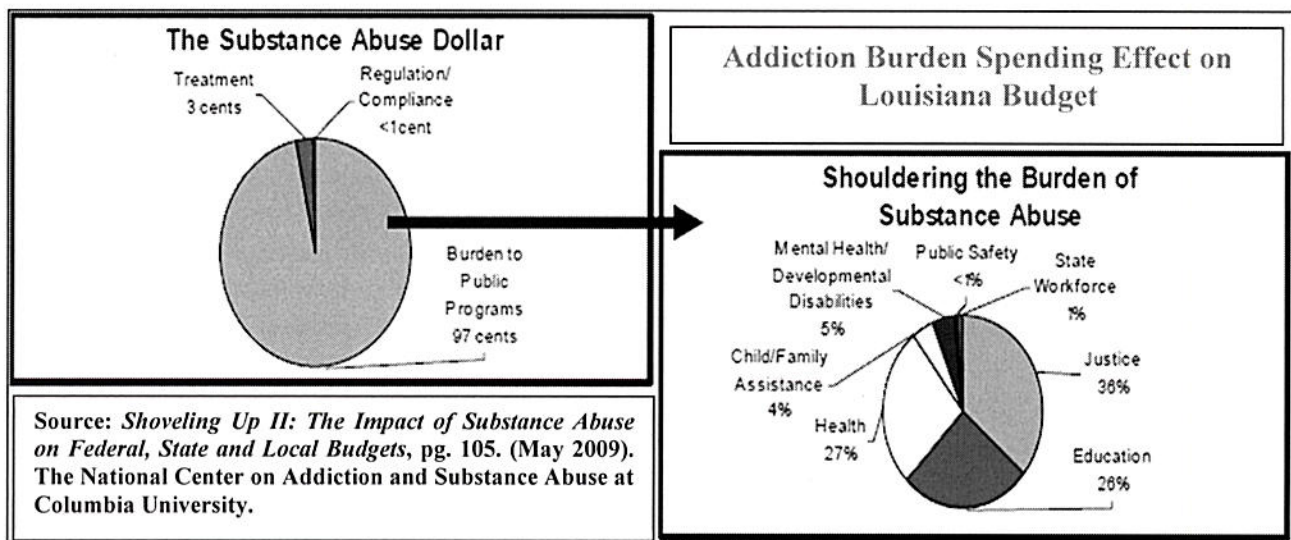 The Substance Abuse Dollar
Treatment
3 cents
Regulation/
Compliance
<1cent
Burden to
Public
Programs
97 cents
Source: Shoveling Up II: The Impact of Substance Abuse
on Federal, State and Local Budgets, pg. 105. (May 2009).
The National Center on Addiction and Substance Abuse at
Columbia University.
Addiction Burden Spending Effect on
Louisiana Budget
Shouldering the Burden of
Substance Abuse
Mental Health/
Developmental
Disabilities
5%
Public Safety
<1%
State
Workforce
1%
Child/Family
Assistance
4%
Justice
36%
Health
27%
Education
26%